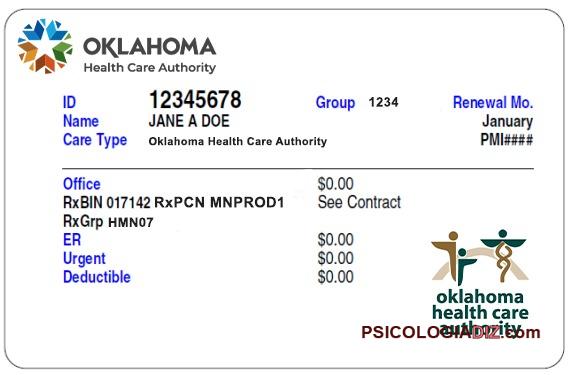 OKLAHOMA
Health Care Authority
ID 12345678 Group 1234 Renewal Mo.
Name JANE A DOE January
Care Type Oklahoma Health Care Authority PMI####
Office $0.00
RxBIN 017142 RxPCN MNPROD1 See Contract
RxGrp HMN07
ER $0.00
Urgent $0.00
Deductible $0.00
oklahoma
health care
authority
PSICOLOGIADIZ.com